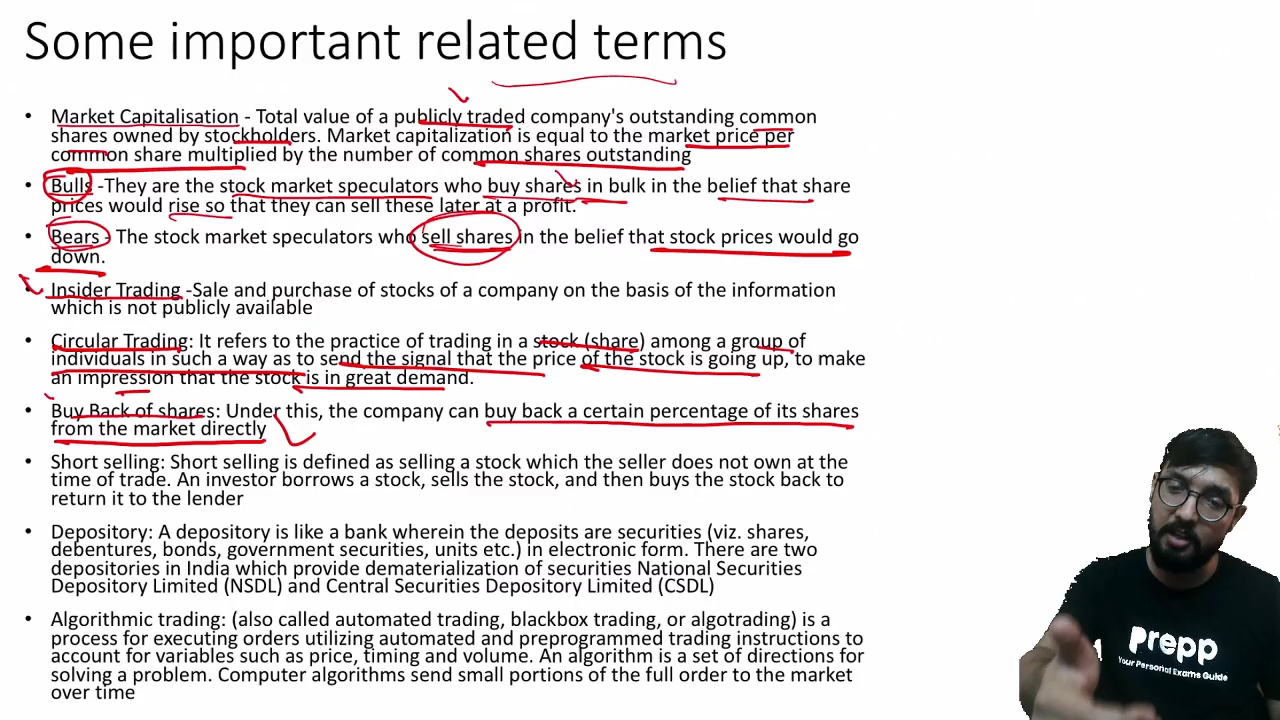 Some important related terms
• Market Capitalisation - Total value of a publicly traded company's outstanding common
shares owned by stockholders. Market capitalization is equal to the market price per
common share multiplied by the number of common shares outstanding
• Bulls -They are the stock market speculators who buy shares in bulk in the belief that share
prices would rise so that they can sell these later at a profit.
• Bears - The stock market speculators who sell shares in the belief that stock prices would go
down.
• Insider Trading -Sale and purchase of stocks of a company on the basis of the information
which is not publicly available
• Circular Trading: It refers to the practice of trading in a stock (share) among a group of
individuals in such a way as to send the signal that the price of the stock is going up, to make
an impression that the stock is in great demand.
• Buy Back of shares: Under this, the company can buy back a certain percentage of its shares
from the market directly
• Short selling: Short selling is defined as selling a stock which the seller does not own at the
time of trade. An investor borrows a stock, sells the stock, and then buys the stock back to
return it to the lender
• Depository: A depository is like a bank wherein the deposits are securities (viz. shares,
debentures, bonds, government securities, units etc.) in electronic form. There are two
depositories in India which provide dematerialization of securities National Securities
Depository Limited (NSDL) and Central Securities Depository Limited (CSDL)
• Algorithmic trading: (also called automated trading, blackbox trading, or algotrading) is a
process for executing orders utilizing automated and preprogrammed trading instructions to
account for variables such as price, timing and volume. An algorithm is a set of directions for
solving a problem. Computer algorithms send small portions of the full order to the market
over time
prepp
Your Personal Exams Guide